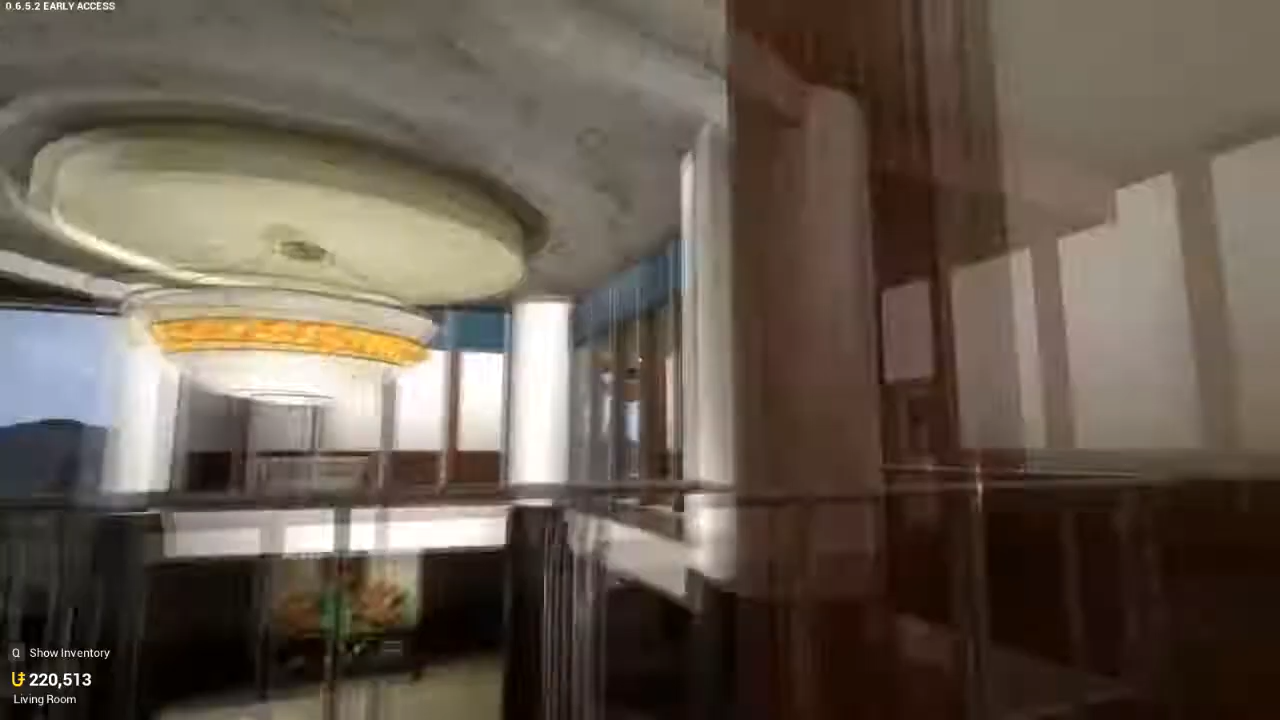 0.6.5.2 EARLY ACCESS
Q Show Inventory
220,513
Living Room